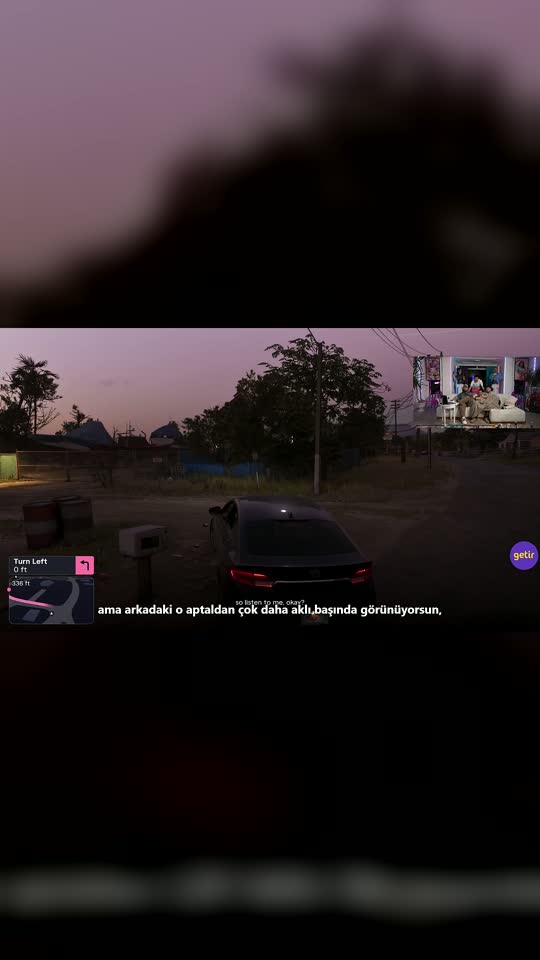 getir
Turn Left
0 ft
336 ft
so listen to me, okay?
ama arkadaki o aptaldan çok daha aklı başında görünüyorsun,